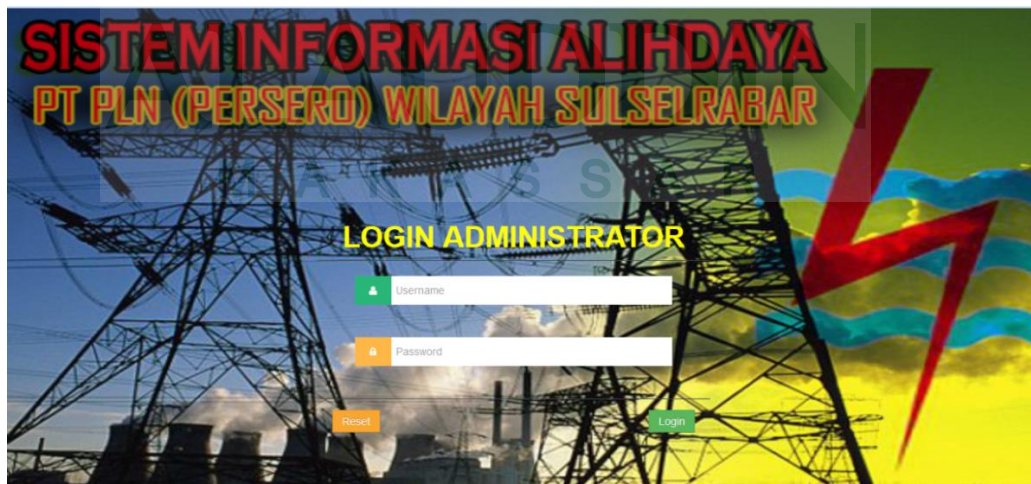 SISTEM INFORMASI ALIHDAYA
PT PLN (PERSERO) WILAYAH SULSELRABAR
LOGIN ADMINISTRATOR
Username
Password
Reset
Login